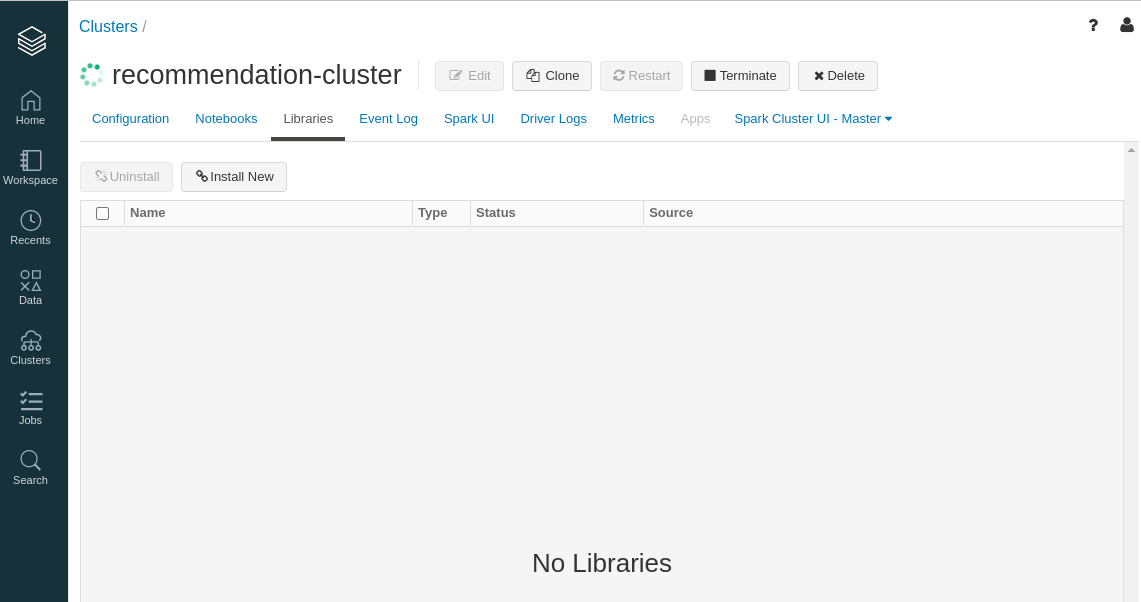 Clusters /
?
recommendation-cluster
Edit
Clone
Restart
Terminate
Delete
Configuration
Notebooks
Libraries
Event Log
Spark UI
Driver Logs
Metrics
Apps
Spark Cluster UI - Master
Home
Workspace
Recents
Data
Clusters
Jobs
Search
Uninstall
Install New
Name
Type
Status
Source
No Libraries